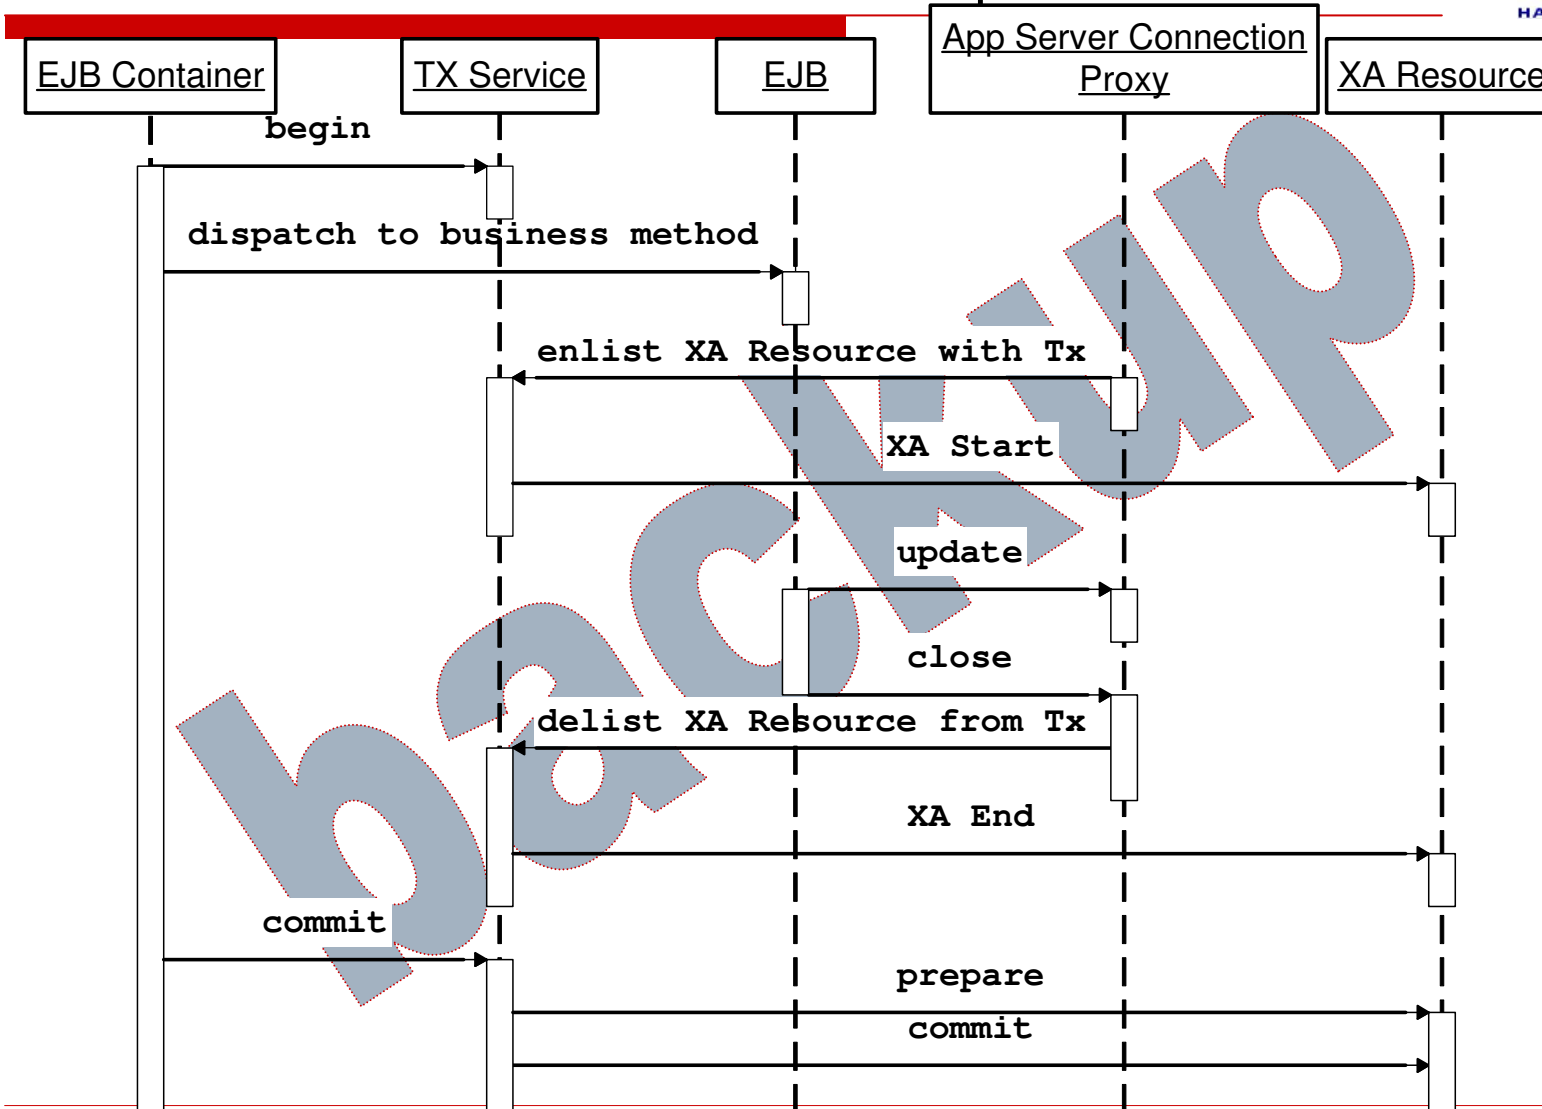 HA
App Server Connection
Proxy
EJB Container
TX Service
EJB
XA Resource
begin
dispatch to business method
enlist XA Resource with Tx
XA Start
update
close
delist XA Resource from Tx
XA End
commit
prepare
commit
backup